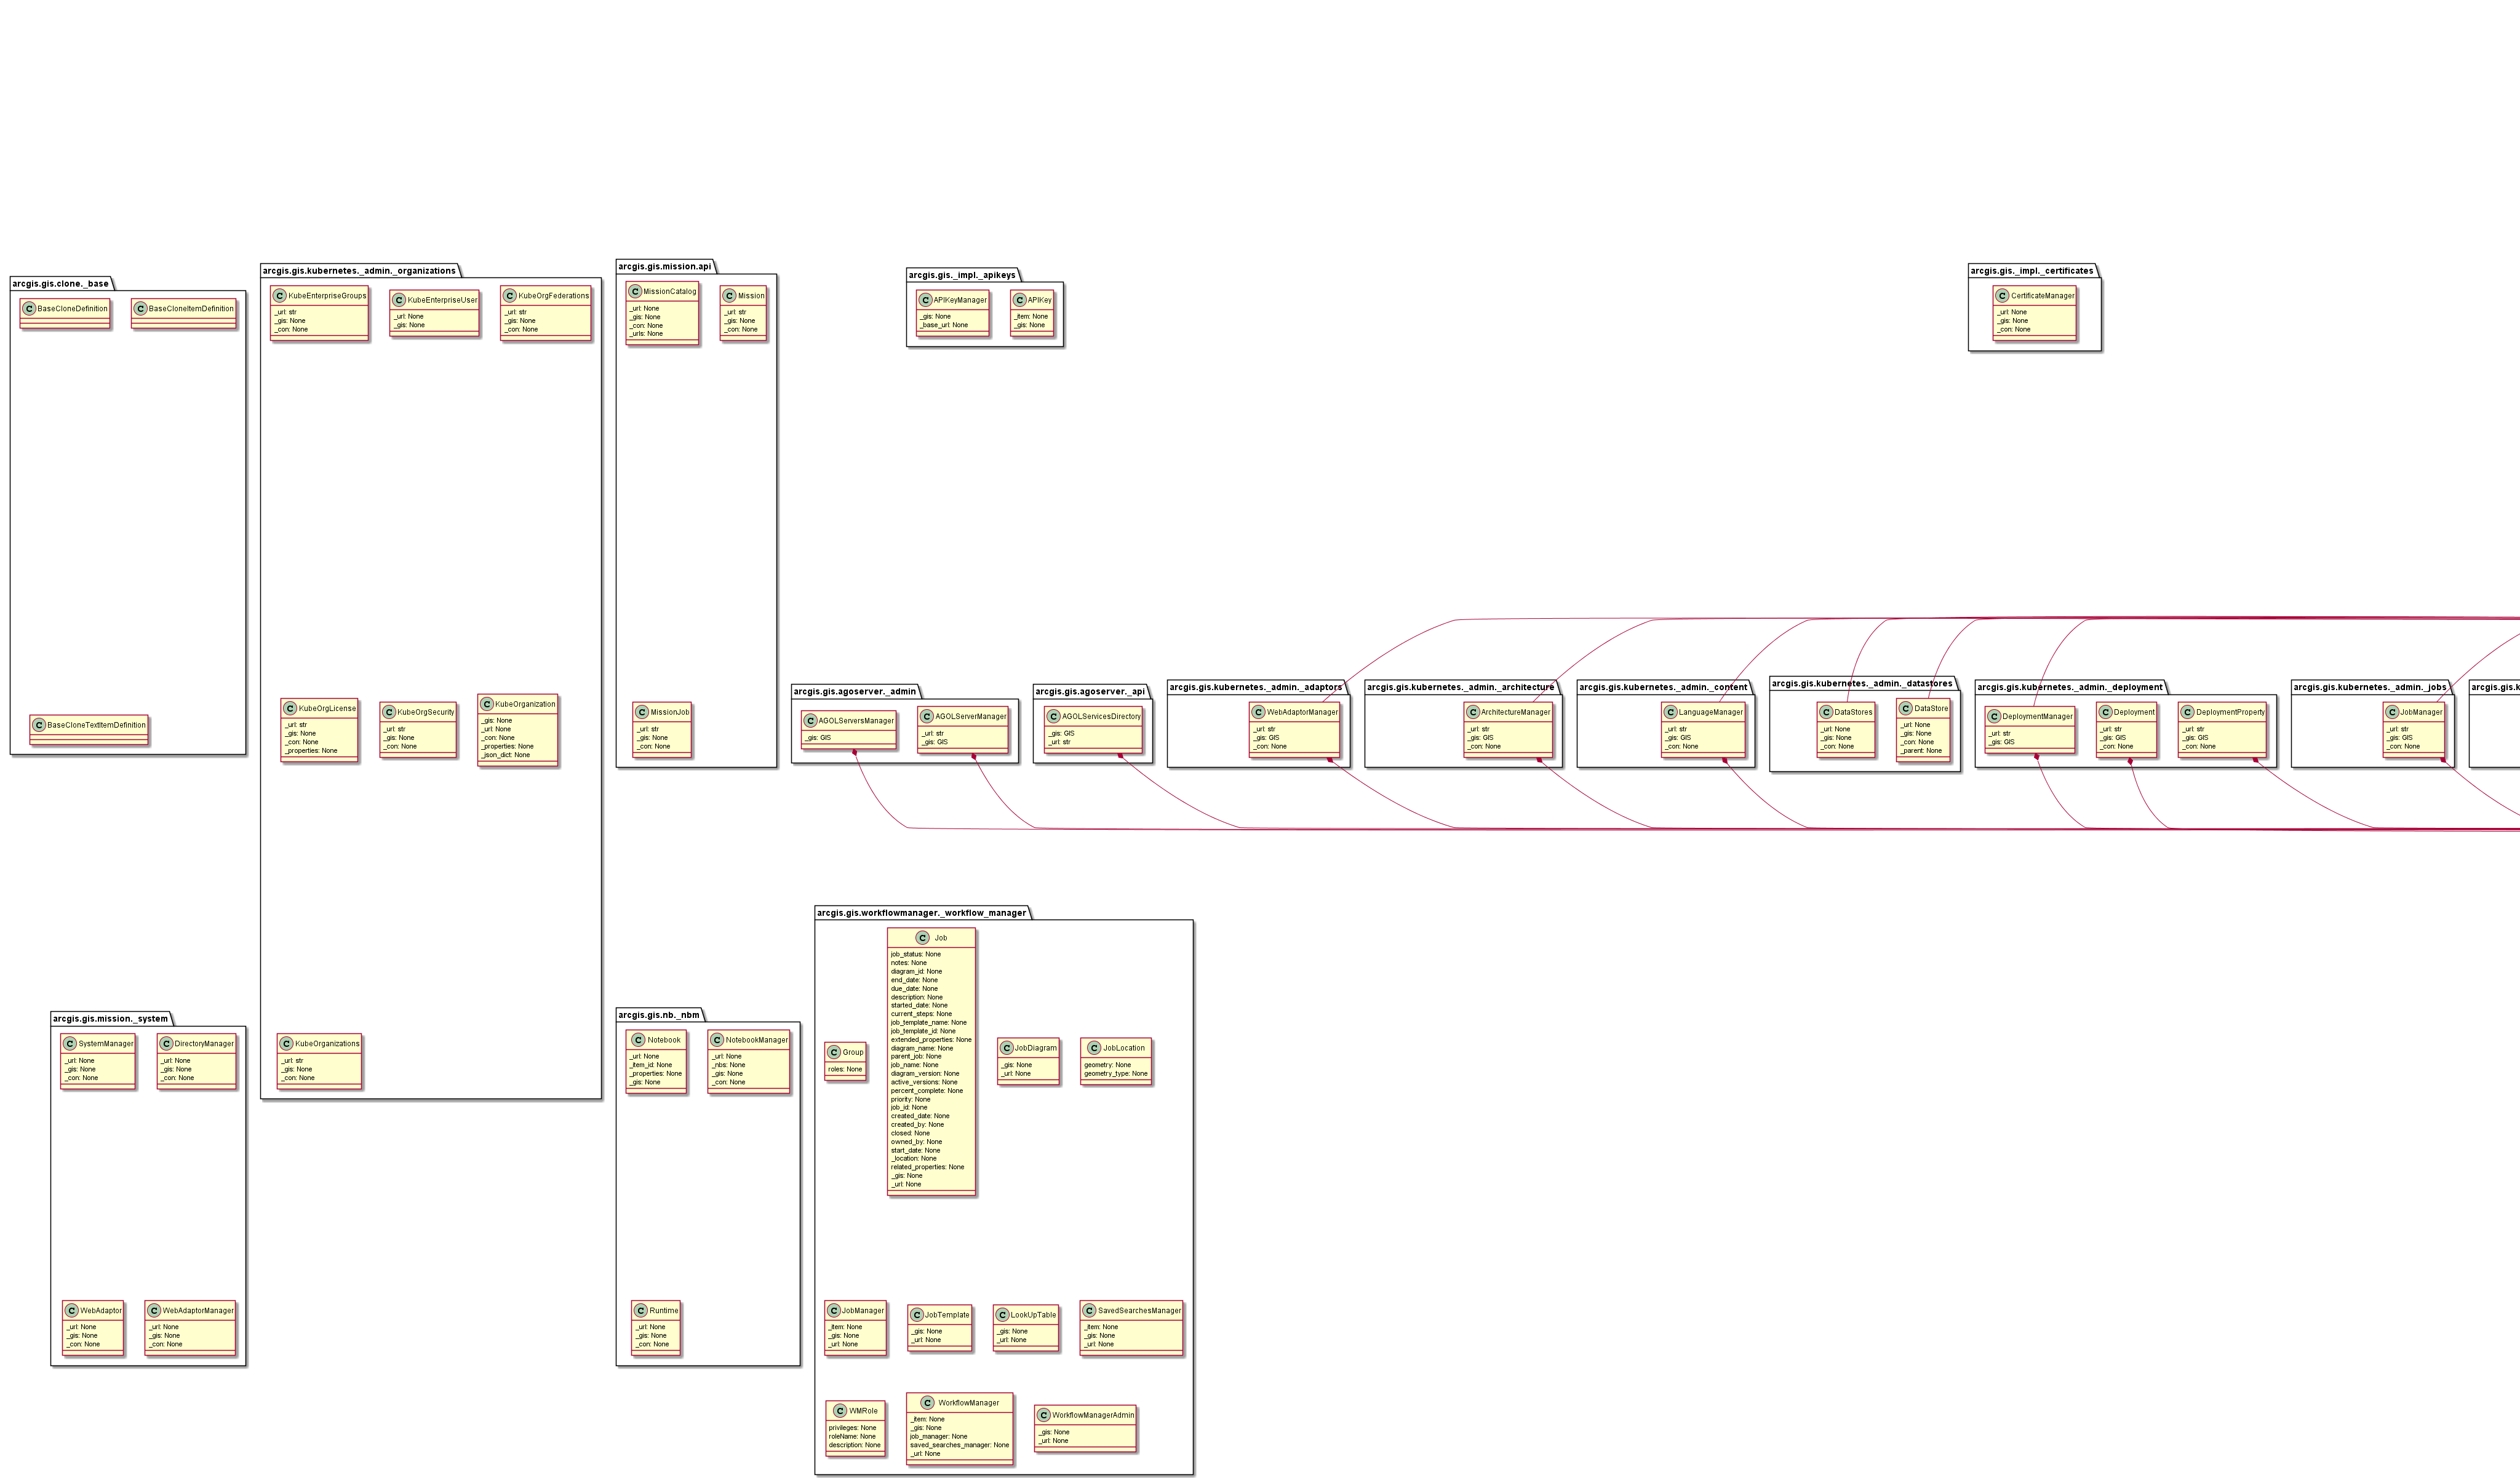 arcgis.gis.clone._base
C BaseCloneDefinition
C BaseCloneItemDefinition
C BaseCloneTextItemDefinition
arcgis.gis.kubernetes._admin._organizations
C KubeEnterpriseGroups
_url: str
_gis: None
_con: None
C KubeEnterpriseUser
_url: None
_gis: None
C KubeOrgFederations
_url: str
_gis: None
_con: None
C KubeOrgLicense
_url: str
_gis: None
_con: None
_properties: None
C KubeOrgSecurity
_url: str
_gis: None
_con: None
C KubeOrganization
_gis: None
_url: None
_con: None
_properties: None
_json_dict: None
C KubeOrganizations
_url: str
_gis: None
_con: None
arcgis.gis.mission.api
C MissionCatalog
_url: None
_gis: None
_con: None
_urls: None
C Mission
_url: str
_gis: None
_con: None
C MissionJob
_url: str
_gis: None
_con: None
arcgis.gis._impl._apikeys
C APIKeyManager
_gis: None
_base_url: None
C APIKey
_item: None
_gis: None
arcgis.gis._impl._certificates
C CertificateManager
_url: None
_gis: None
_con: None
arcgis.gis.agoserver._admin
C AGOLServersManager
_gis: GIS
C AGOLServerManager
_url: str
_gis: GIS
arcgis.gis.agoserver._api
C AGOLServicesDirectory
_gis: GIS
_url: str
arcgis.gis.kubernetes._admin._adaptors
C WebAdaptorManager
_url: str
_gis: GIS
_con: None
arcgis.gis.kubernetes._admin._architecture
C ArchitectureManager
_url: str
_gis: GIS
_con: None
arcgis.gis.kubernetes._admin._content
C LanguageManager
_url: str
_gis: GIS
_con: None
arcgis.gis.kubernetes._admin._datastores
C DataStores
_url: None
_gis: None
_con: None
C DataStore
_url: None
_gis: None
_con: None
_parent: None
arcgis.gis.kubernetes._admin._deployment
C DeploymentManager
_url: str
_gis: GIS
C Deployment
_url: str
_gis: GIS
_con: None
C DeploymentProperty
_url: str
_gis: GIS
_con: None
arcgis.gis.kubernetes._admin._jobs
C JobManager
_url: str
_gis: GIS
_con: None
arcgis.gis.k
arcgis.gis.mission._system
C SystemManager
_url: None
_gis: None
_con: None
C DirectoryManager
_url: None
_gis: None
_con: None
C WebAdaptor
_url: None
_gis: None
_con: None
C WebAdaptorManager
_url: None
_gis: None
_con: None
arcgis.gis.nb._nbm
C Notebook
_url: None
_item_id: None
_properties: None
_gis: None
C NotebookManager
_url: None
_nbs: None
_gis: None
_con: None
C Runtime
_url: None
_gis: None
_con: None
arcgis.gis.workflowmanager._workflow_manager
C Group
roles: None
C Job
job_status: None
notes: None
diagram_id: None
end_date: None
due_date: None
description: None
started_date: None
current_steps: None
job_template_name: None
job_template_id: None
extended_properties: None
diagram_name: None
parent_job: None
job_name: None
diagram_version: None
active_versions: None
percent_complete: None
priority: None
job_id: None
created_date: None
created_by: None
closed: None
owned_by: None
start_date: None
_location: None
related_properties: None
_gis: None
_url: None
C JobDiagram
_gis: None
_url: None
C JobLocation
geometry: None
geometry_type: None
C JobManager
_item: None
_gis: None
_url: None
C JobTemplate
_gis: None
_url: None
C LookUpTable
_gis: None
_url: None
C SavedSearchesManager
_item: None
_gis: None
_url: None
C WMRole
privileges: None
roleName: None
description: None
C WorkflowManager
_item: None
_gis: None
job_manager: None
saved_searches_manager: None
_url: None
C WorkflowManagerAdmin
_gis: None
_url: None